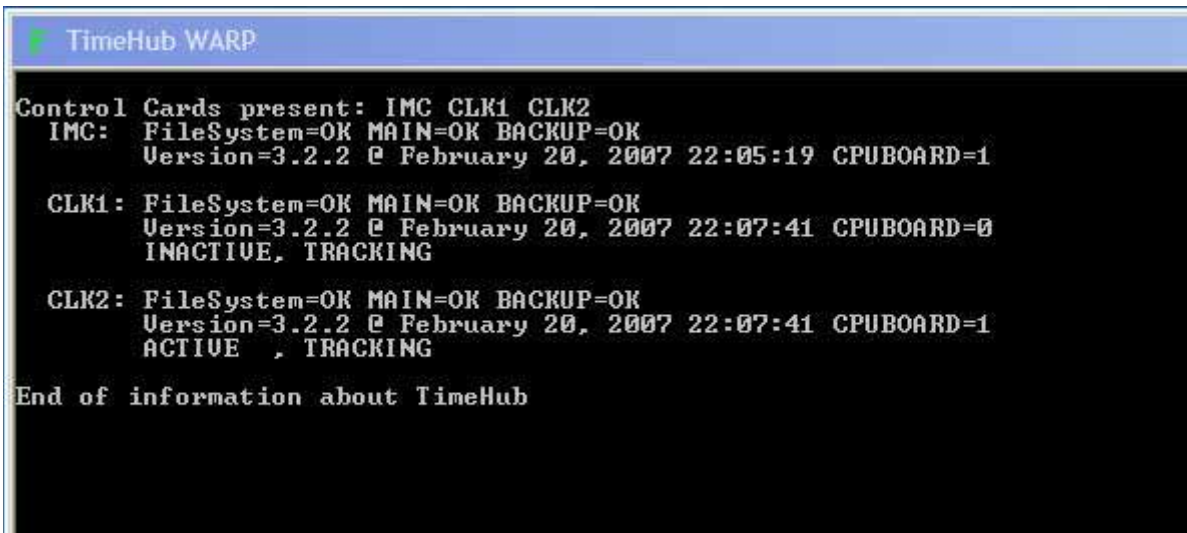 TimeHub WARP
Control Cards present: IMC CLK1 CLK2
IMC: FileSystem=OK MAIN=OK BACKUP=OK
Version=3.2.2 @ February 20, 2007 22:05:19 CPUBOARD=1
CLK1: FileSystem=OK MAIN=OK BACKUP=OK
Version=3.2.2 @ February 20, 2007 22:07:41 CPUBOARD=0
INACTIVE, TRACKING
CLK2: FileSystem=OK MAIN=OK BACKUP=OK
Version=3.2.2 @ February 20, 2007 22:07:41 CPUBOARD=1
ACTIVE , TRACKING
End of information about TimeHub